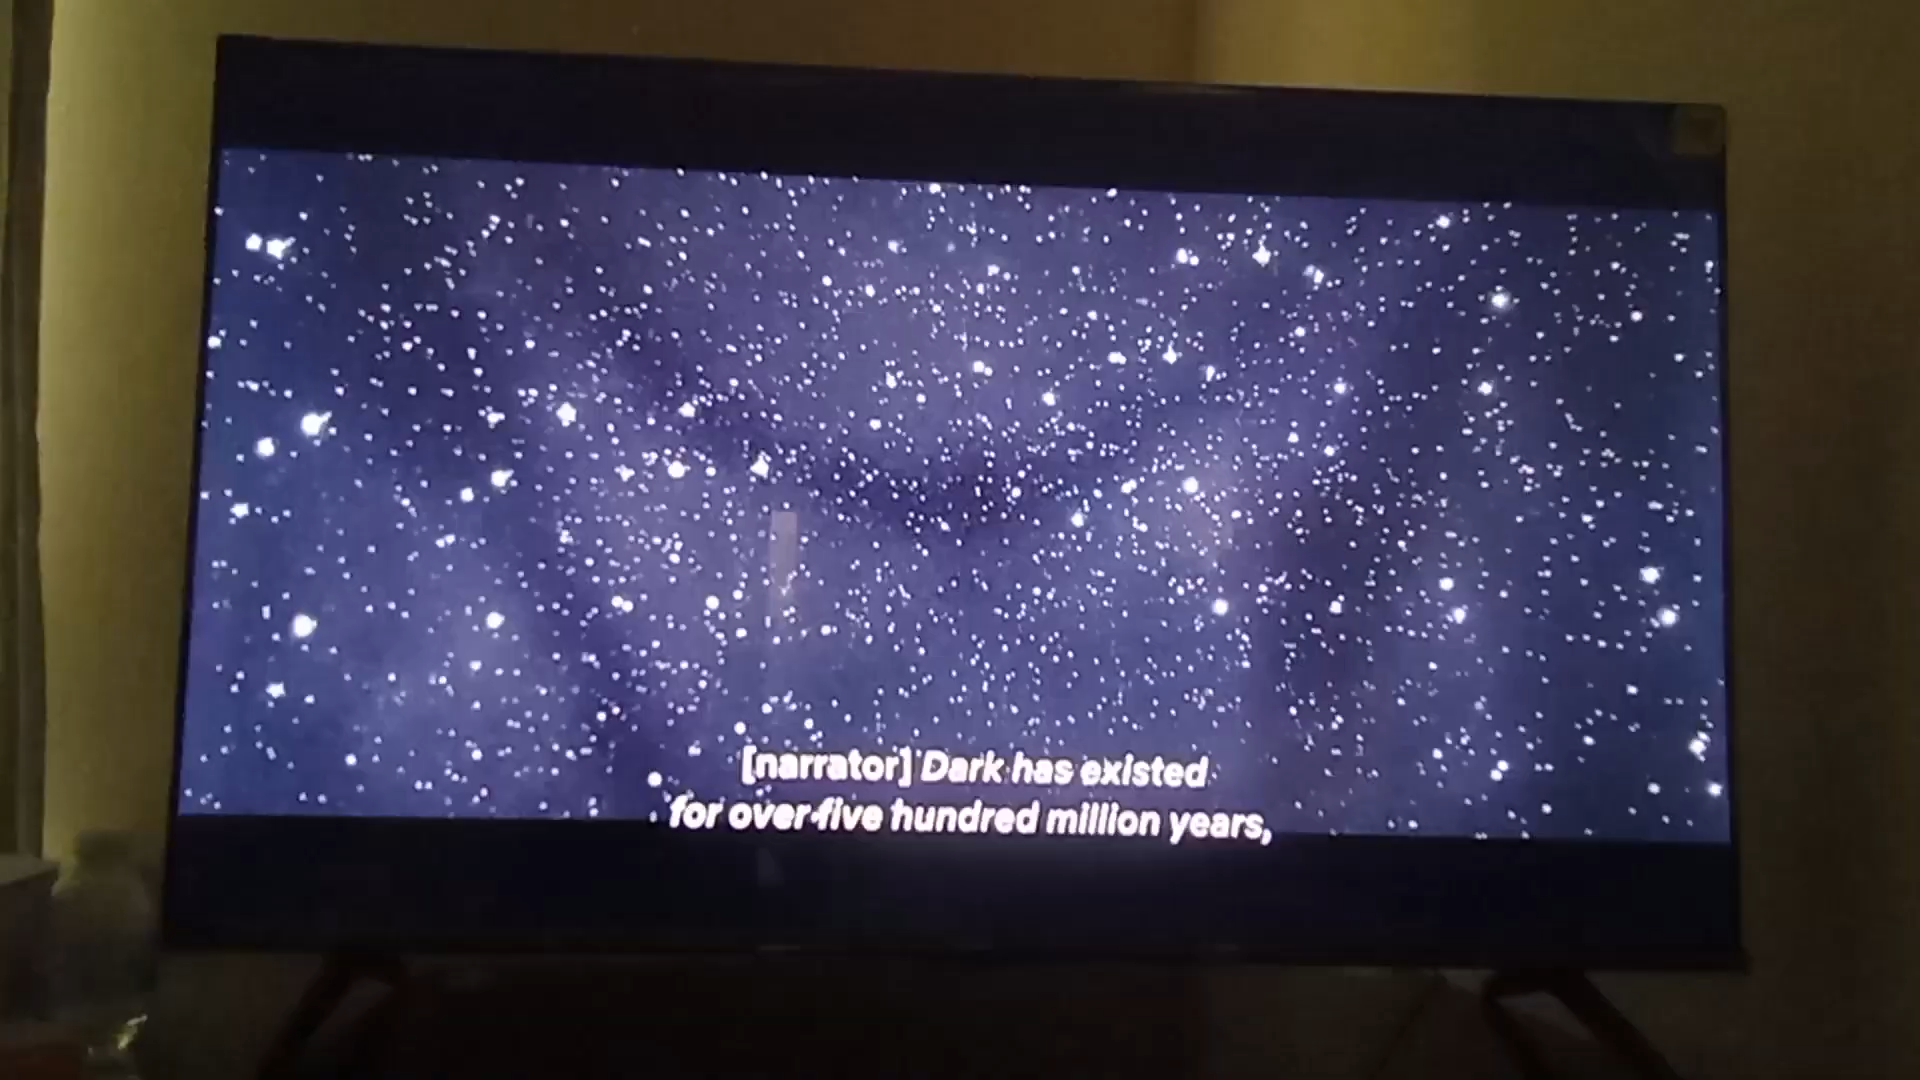 [narrator] Dark has existed
for over five hundred million years,